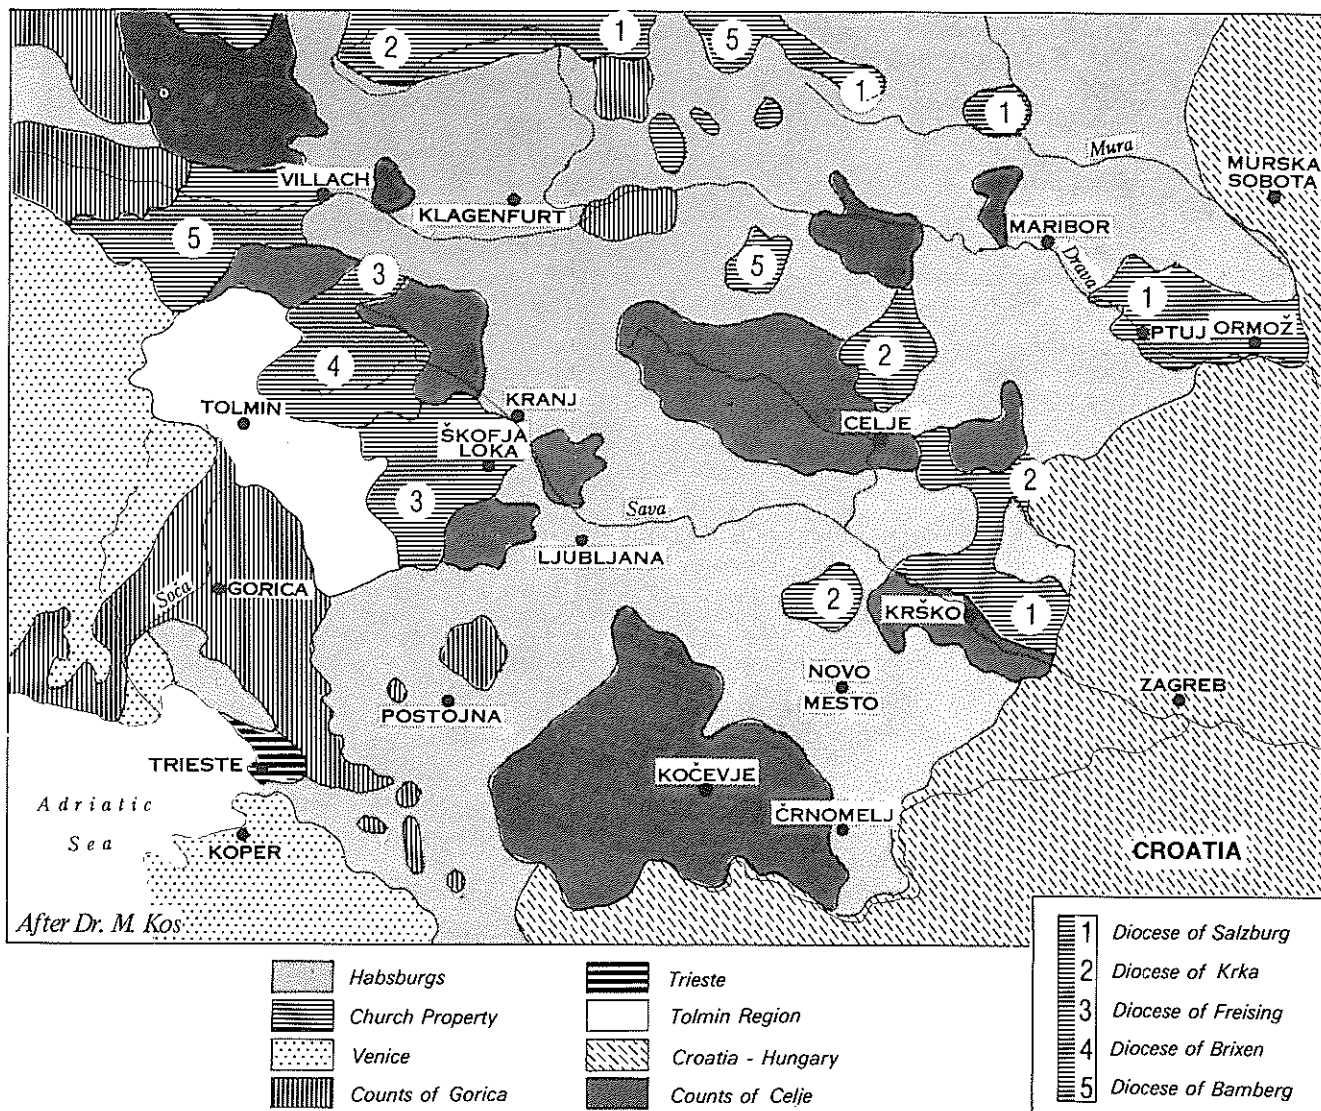 2
1
5
1
1
Mura
MURSKA
SOBOTA
VILLACH
KLAGENFURT
5
3
5
MARIBOR
Drava
1
PTUJ
ORMOŽ
4
2
TOLMIN
KRANJ
CELJE
ŠKOFJA
LOKA
3
2
Sava
LJUBLJANA
Soča
GORICA
2
KRŠKO
1
NOVO
MESTO
ZAGREB
POSTOJNA
TRIESTE
KOČEVJE
ČRNOMELJ
Adriatic
Sea
KOPER
CROATIA
After Dr. M. Kos
Habsburgs
Church Property
Venice
Counts of Gorica
Trieste
Tolmin Region
Croatia - Hungary
Counts of Celje
1 Diocese of Salzburg
2 Diocese of Krka
3 Diocese of Freising
4 Diocese of Brixen
5 Diocese of Bamberg